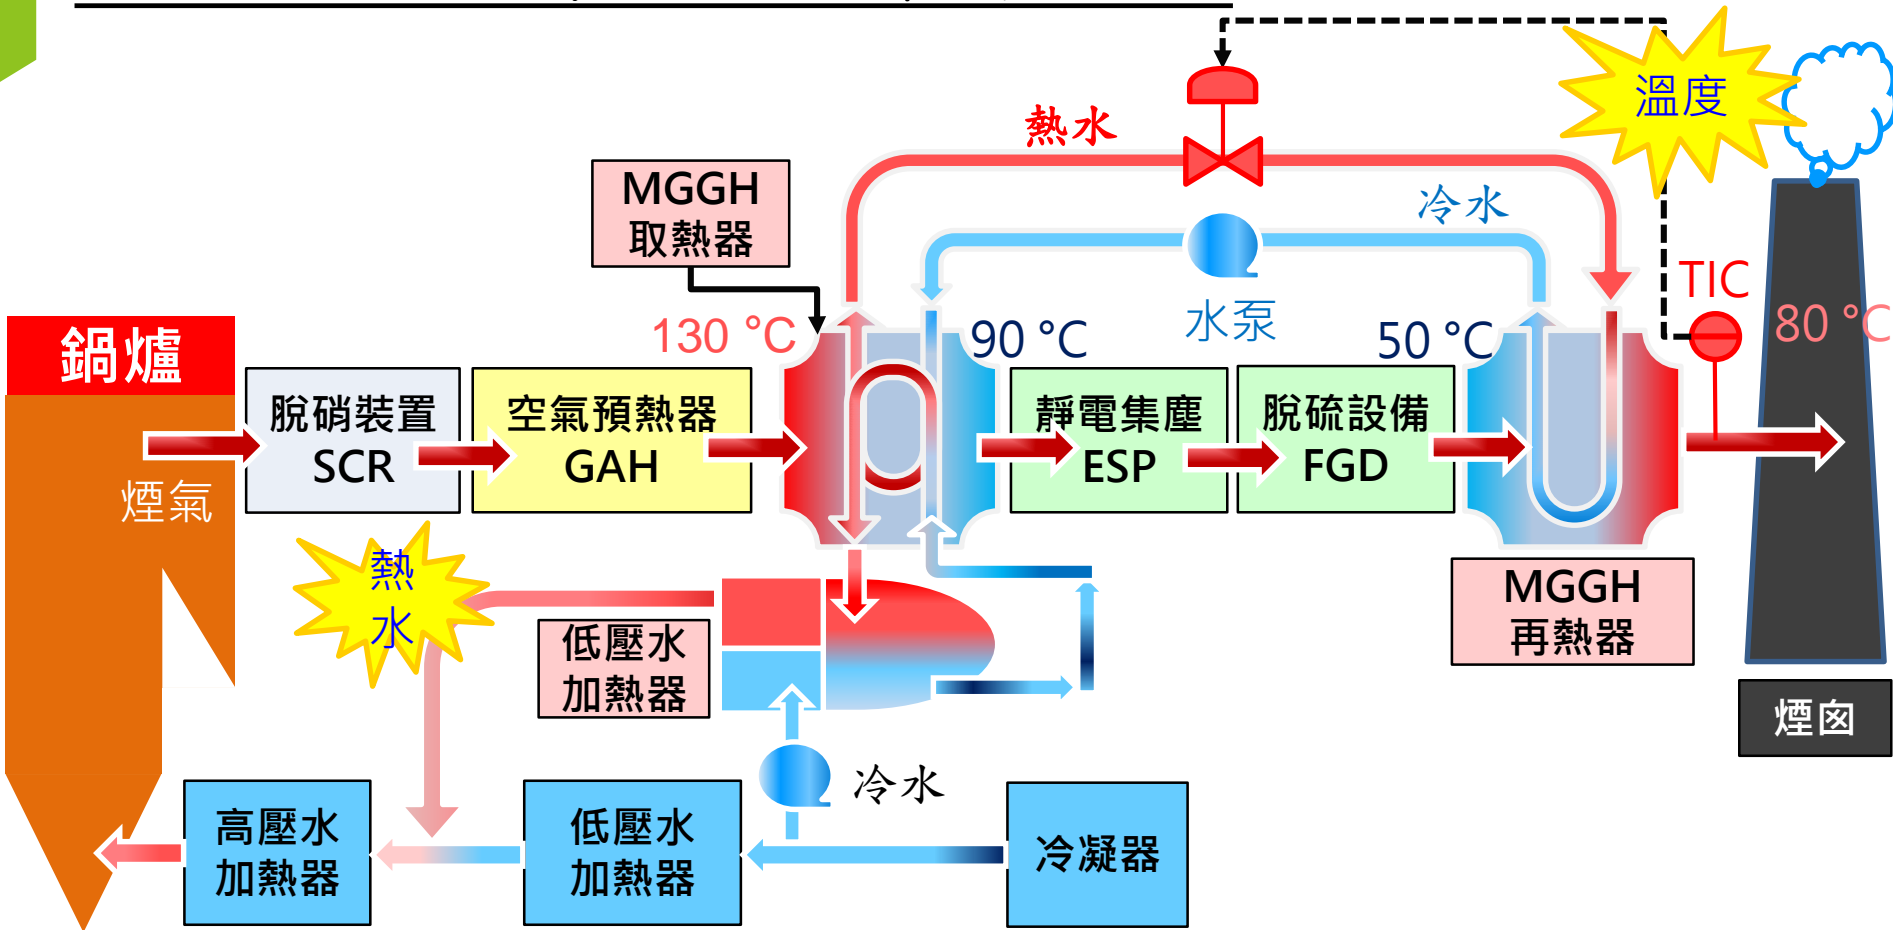 溫度
熱水
MGGH
取熱器
冷水
水泵
TIC
130 °C
90 °C
50 °C
80 °C
鍋爐
脫硝裝置
SCR
空氣預熱器
GAH
靜電集塵
ESP
脫硫設備
FGD
煙氣
熱
水
低壓水
加熱器
MGGH
再熱器
煙囪
冷水
高壓水
加熱器
低壓水
加熱器
冷凝器